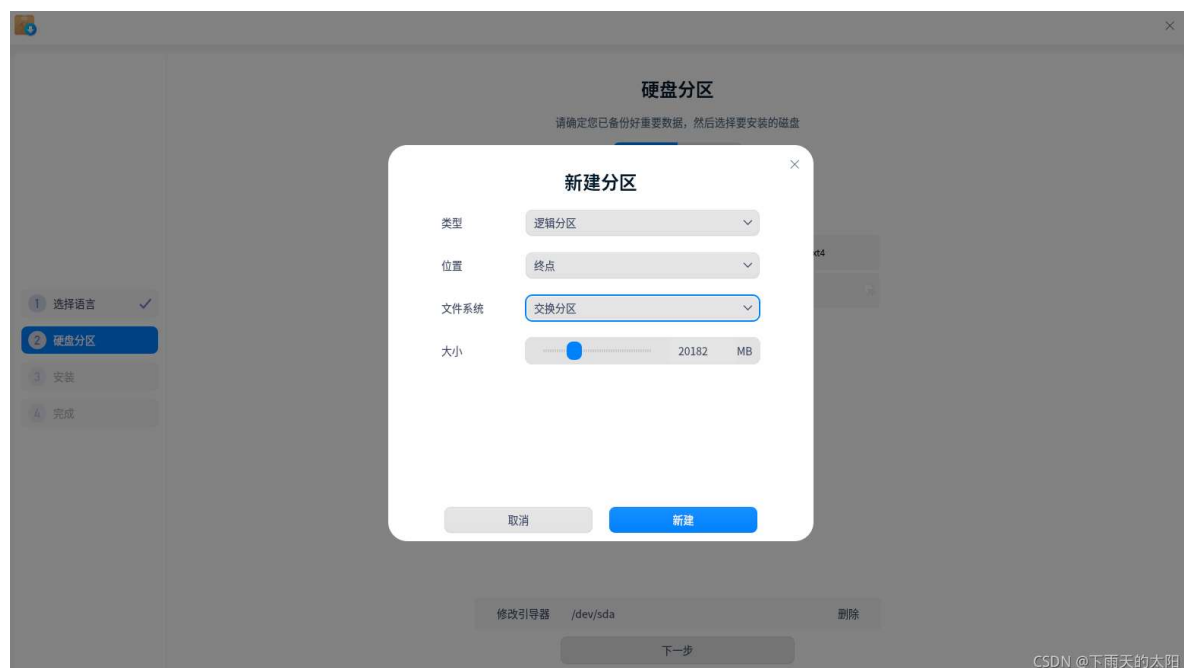 硬盘分区
请确定您已备份好重要数据，然后选择要安装的磁盘
新建分区
类型 逻辑分区
位置 终点
xt4
1 选择语言
文件系统 交换分区
2 硬盘分区
大小 20182 MB
3 安装
4 完成
取消 新建
修改引导器 /dev/sda 删除
下一步
CSDN @下雨天的太阳